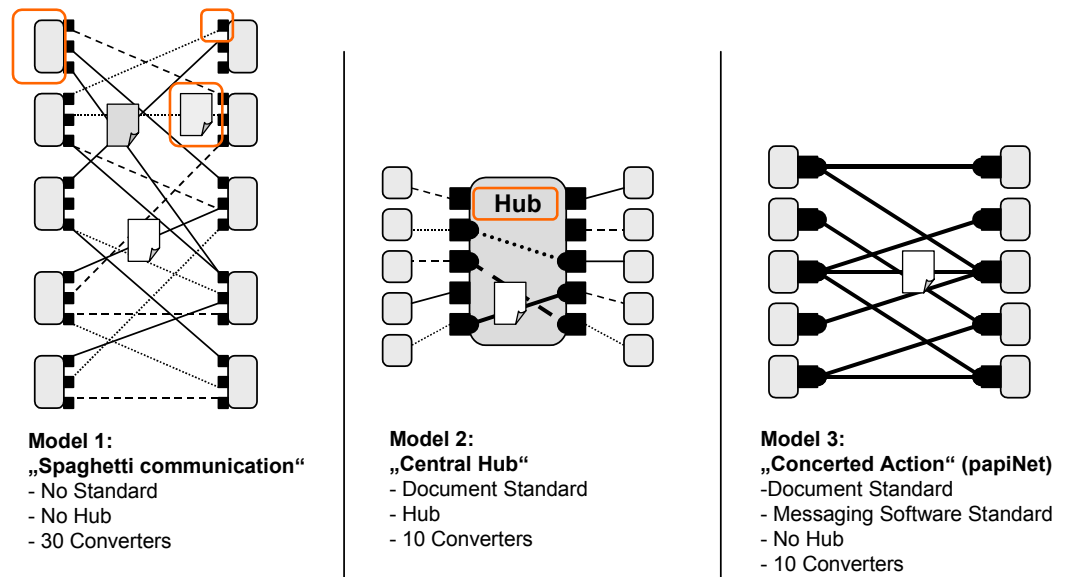 Hub
Model 1:
„Spaghetti communication“
- No Standard
- No Hub
- 30 Converters
Model 2:
„Central Hub“
- Document Standard
- Hub
- 10 Converters
Model 3:
„Concerted Action“ (papiNet)
-Document Standard
- Messaging Software Standard
- No Hub
- 10 Converters